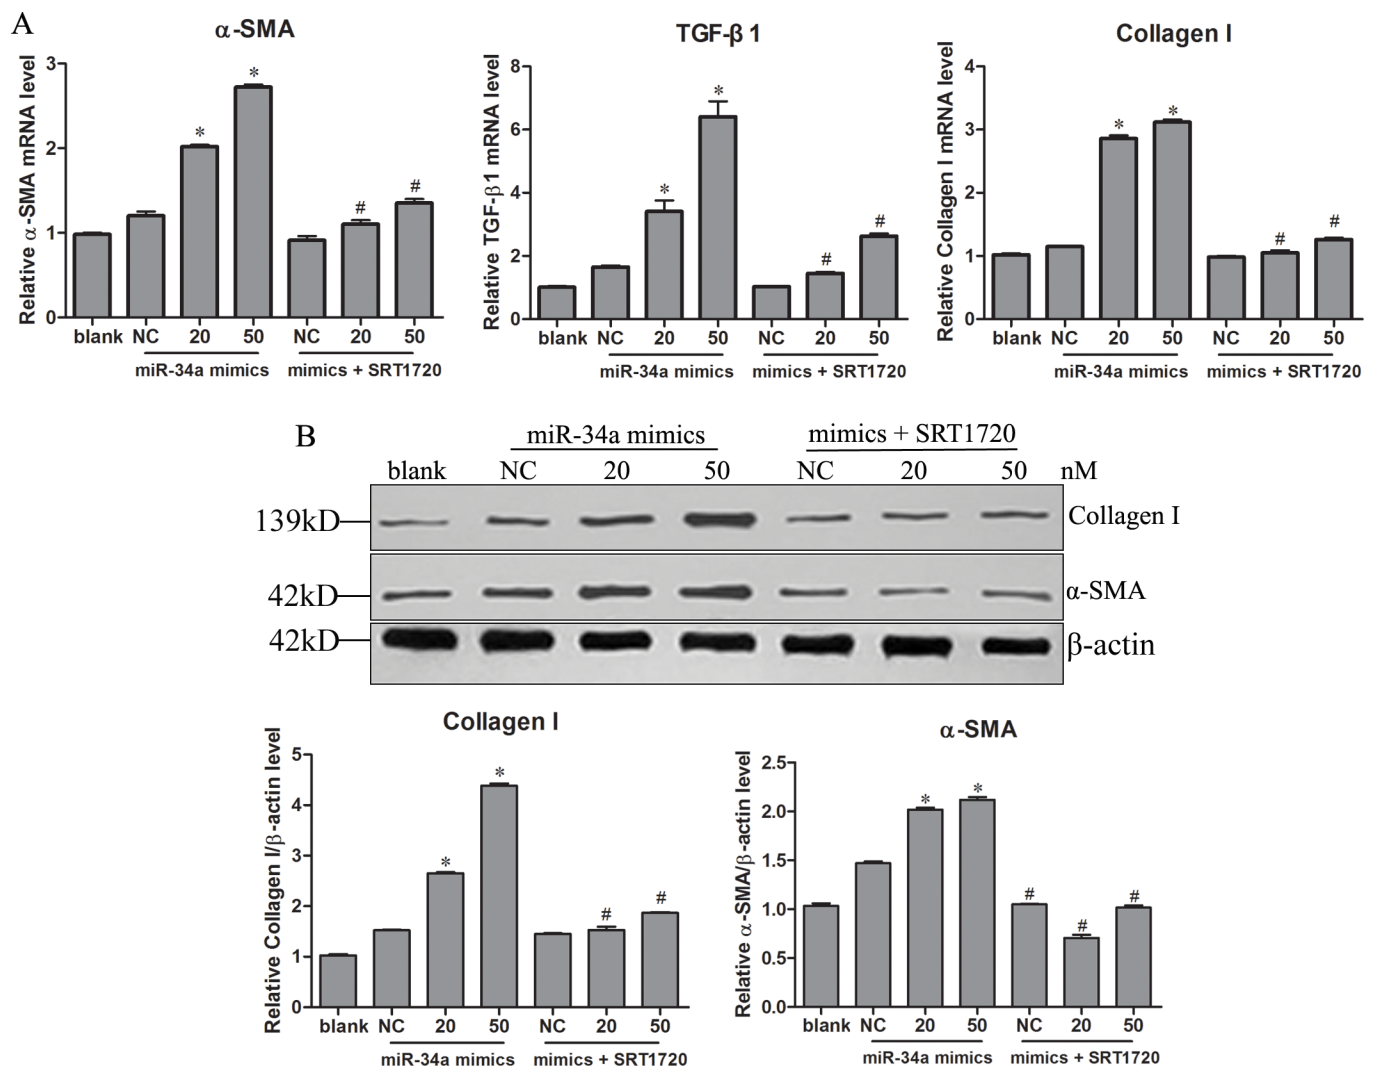 A
α-SMA
Relative α-SMA mRNA level
3
2
1
0
*
*
#
#
blank NC 20 50 NC 20 50
miR-34a mimics mimics + SRT1720
TGF-β 1
Relative TGF-β1 mRNA level
8
6
4
2
0
*
*
#
#
blank NC 20 50 NC 20 50
miR-34a mimics mimics + SRT1720
Collagen I
Relative Collagen I mRNA level
4
3
2
1
0
*
*
#
#
blank NC 20 50 NC 20 50
miR-34a mimics mimics + SRT1720
B
miR-34a mimics mimics + SRT1720
blank NC 20 50 NC 20 50 nM
139kD Collagen I
42kD α-SMA
42kD β-actin
Collagen I
Relative Collagen I/β-actin level
5
4
3
2
1
0
*
*
#
#
blank NC 20 50 NC 20 50
miR-34a mimics mimics + SRT1720
α-SMA
Relative α-SMA/β-actin level
2.5
2.0
1.5
1.0
0.5
0.0
*
*
#
#
#
blank NC 20 50 NC 20 50
miR-34a mimics mimics + SRT1720